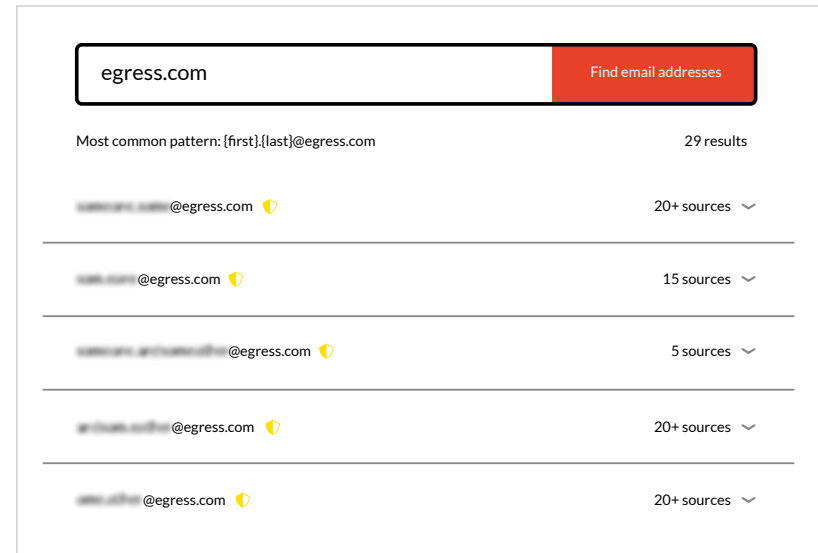 egress.com
Find email addresses
Most common pattern: {first}.{last}@egress.com
29 results
@egress.com
20+ sources
@egress.com
15 sources
@egress.com
5 sources
@egress.com
20+ sources
@egress.com
20+ sources